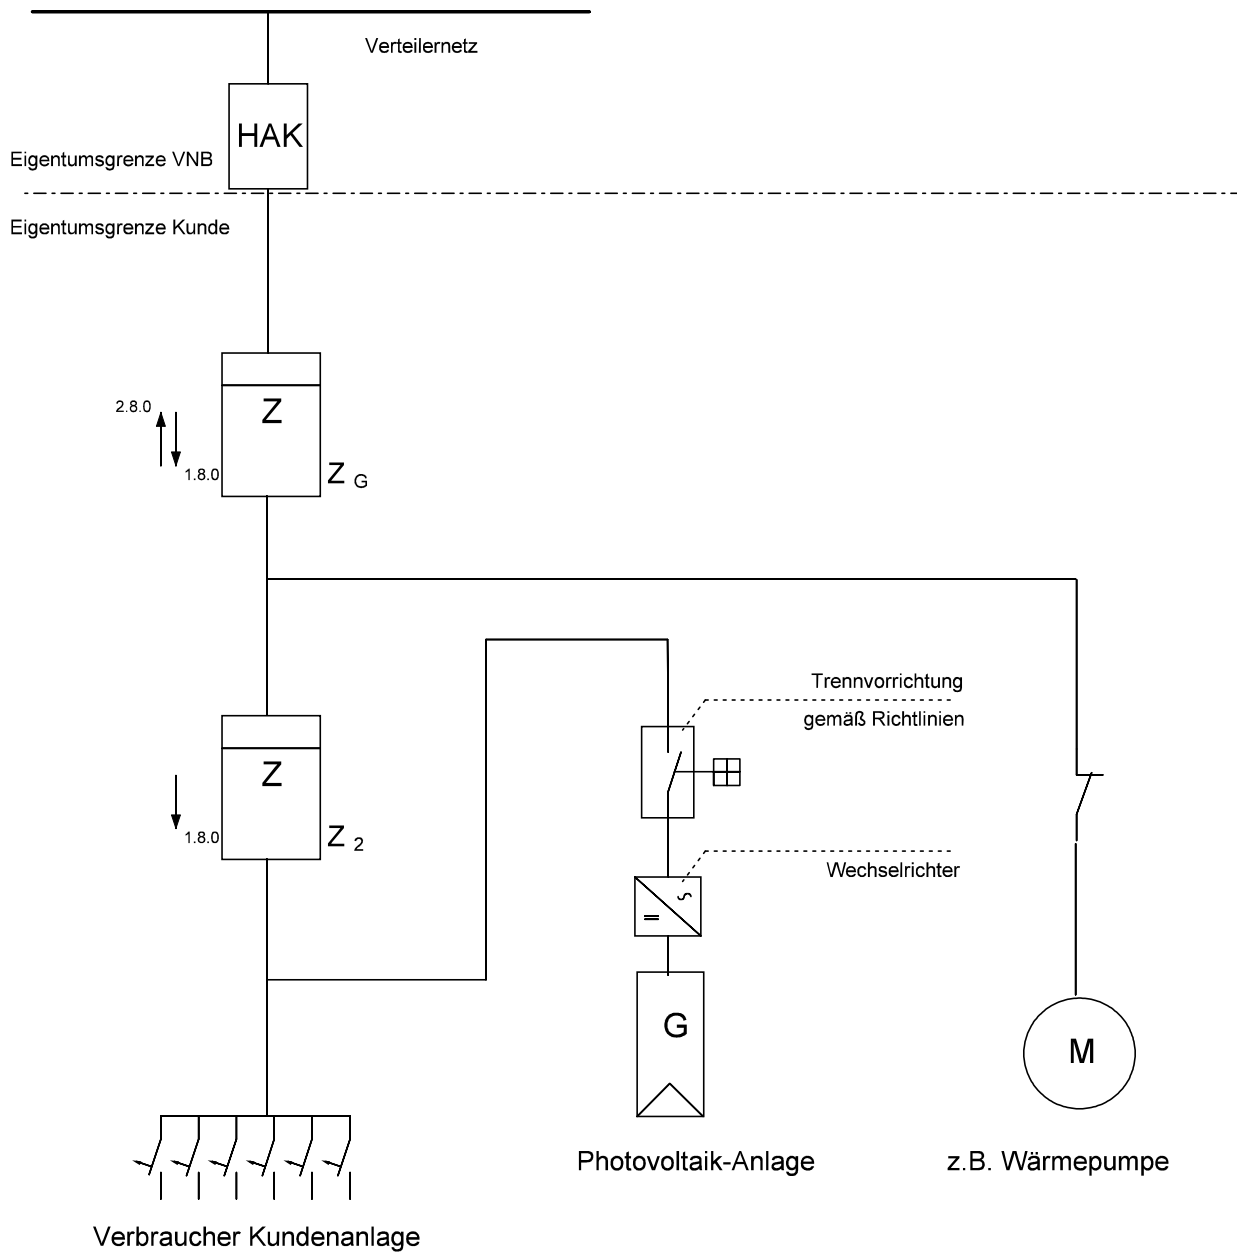 Verteilernetz
HAK
Eigentumsgrenze VNB
Eigentumsgrenze Kunde
2.8.0
Z
1.8.0
Z G
Trennvorrichtung
gemäß Richtlinien
Z
1.8.0
Z 2
Wechselrichter
G
M
Photovoltaik-Anlage
z.B. Wärmepumpe
Verbraucher Kundenanlage